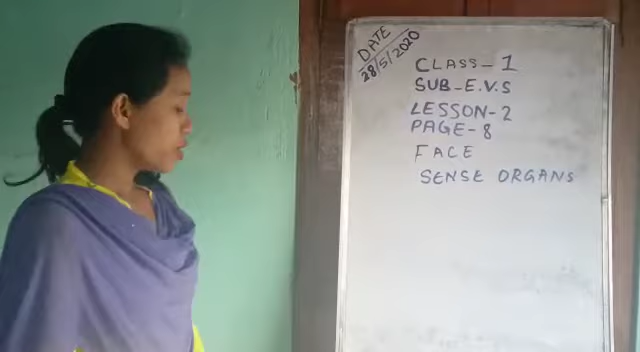 DATE
28/5/2020
CLASS-1
SUB-E.V.S
LESSON-2
PAGE-8
FACE
SENSE ORGANS